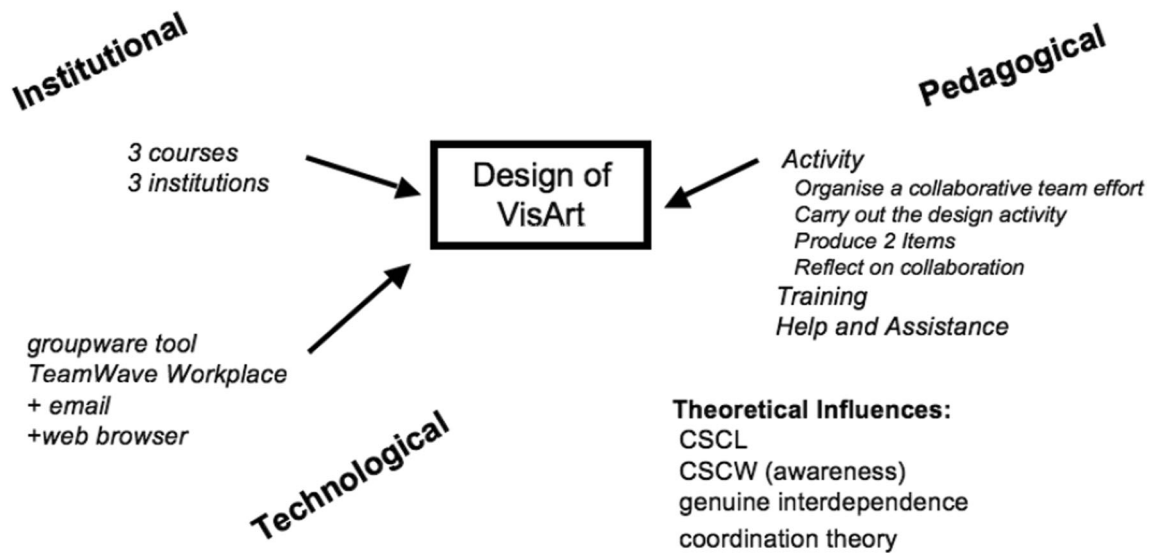 Institutional
3 courses
3 institutions
Design of
VisArt
Pedagogical
Activity
Organise a collaborative team effort
Carry out the design activity
Produce 2 Items
Reflect on collaboration
Training
Help and Assistance
groupware tool
TeamWave Workplace
+ email
+web browser
Technological
Theoretical Influences:
CSCL
CSCW (awareness)
genuine interdependence
coordination theory